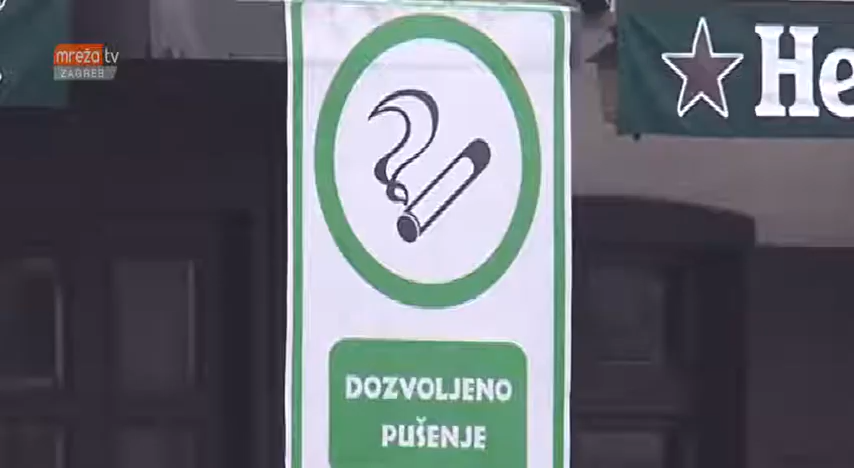 mreža tv
ZAGREB
He
DOZVOLJENO
PUŠENJE